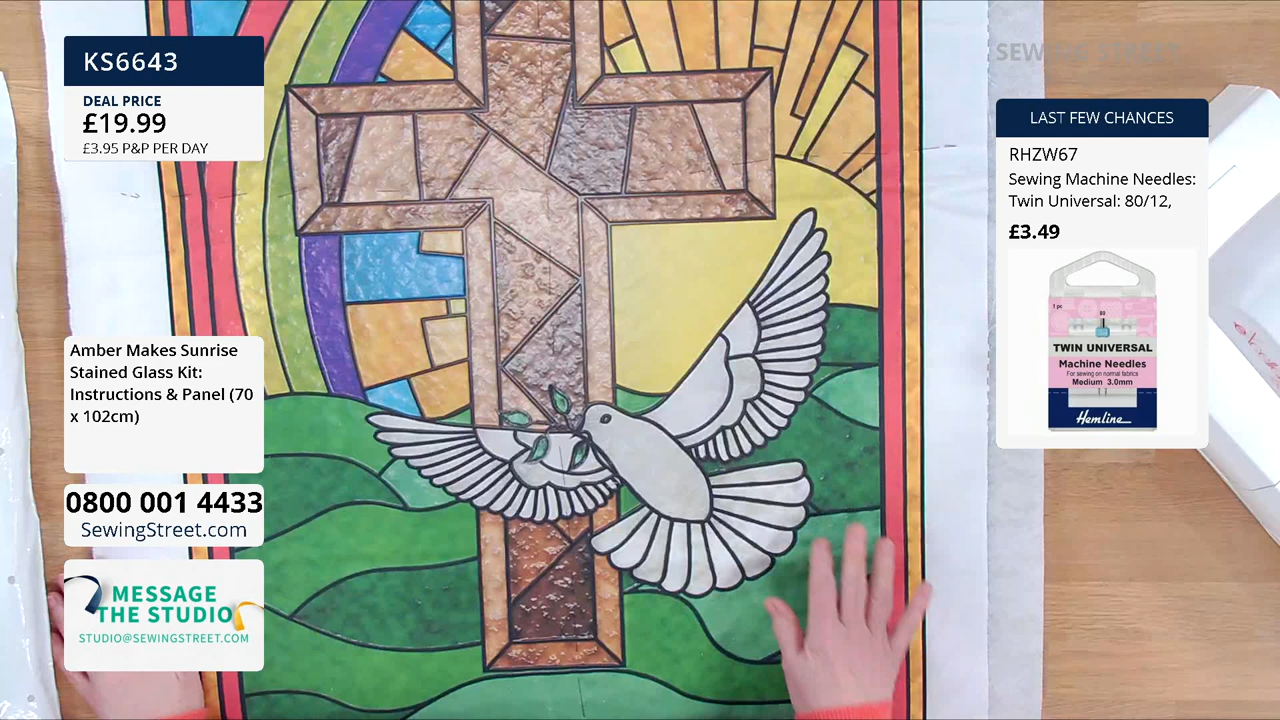 KS6643
DEAL PRICE
£19.99
£3.95 P&P PER DAY
Amber Makes Sunrise
Stained Glass Kit:
Instructions & Panel (70
x 102cm)
0800 001 4433
SewingStreet.com
MESSAGE
THE STUDIO
STUDIO@SEWINGSTREET.COM
SEWING STREET
LAST FEW CHANCES
RHZW67
Sewing Machine Needles:
Twin Universal: 80/12,
£3.49
1 pc
80
TWIN UNIVERSAL
Machine Needles
For sewing on normal fabrics
Medium 3.0mm
Hemline